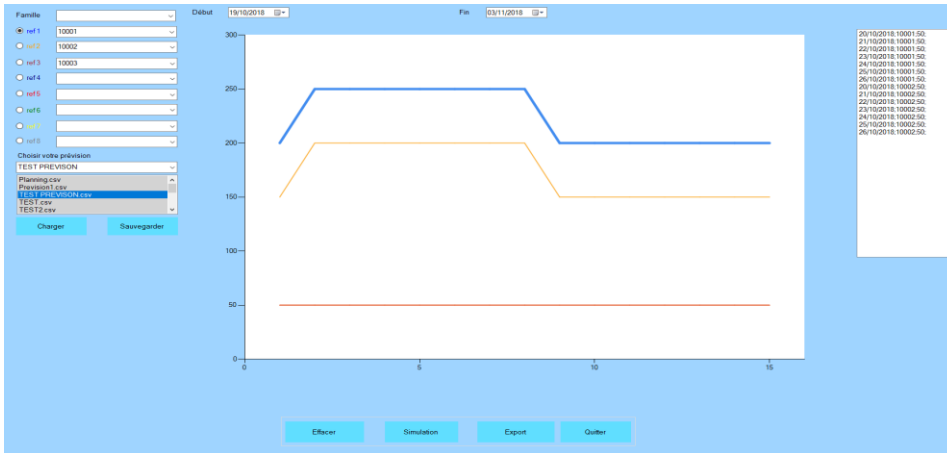 Famille
Début 19/10/2018
Fin 03/11/2018
ref 1 10001
ref 2 10002
ref 3 10003
ref 4
ref 5
ref 6
ref 7
ref 8
Choisir votre prévision
TEST PREVISON
Planning.csv
Prevision1.csv
TEST PREVISON.csv
TEST.csv
TEST2.csv
Charger Sauvegarder
300
250
200
150
100
50
0
0 5 10 15
20/10/2018;10001;50;
21/10/2018;10001;50;
22/10/2018;10001;50;
23/10/2018;10001;50;
24/10/2018;10001;50;
25/10/2018;10001;50;
26/10/2018;10001;50;
20/10/2018;10002;50;
21/10/2018;10002;50;
22/10/2018;10002;50;
23/10/2018;10002;50;
24/10/2018;10002;50;
25/10/2018;10002;50;
26/10/2018;10002;50;
Effacer Simulation Export Quitter